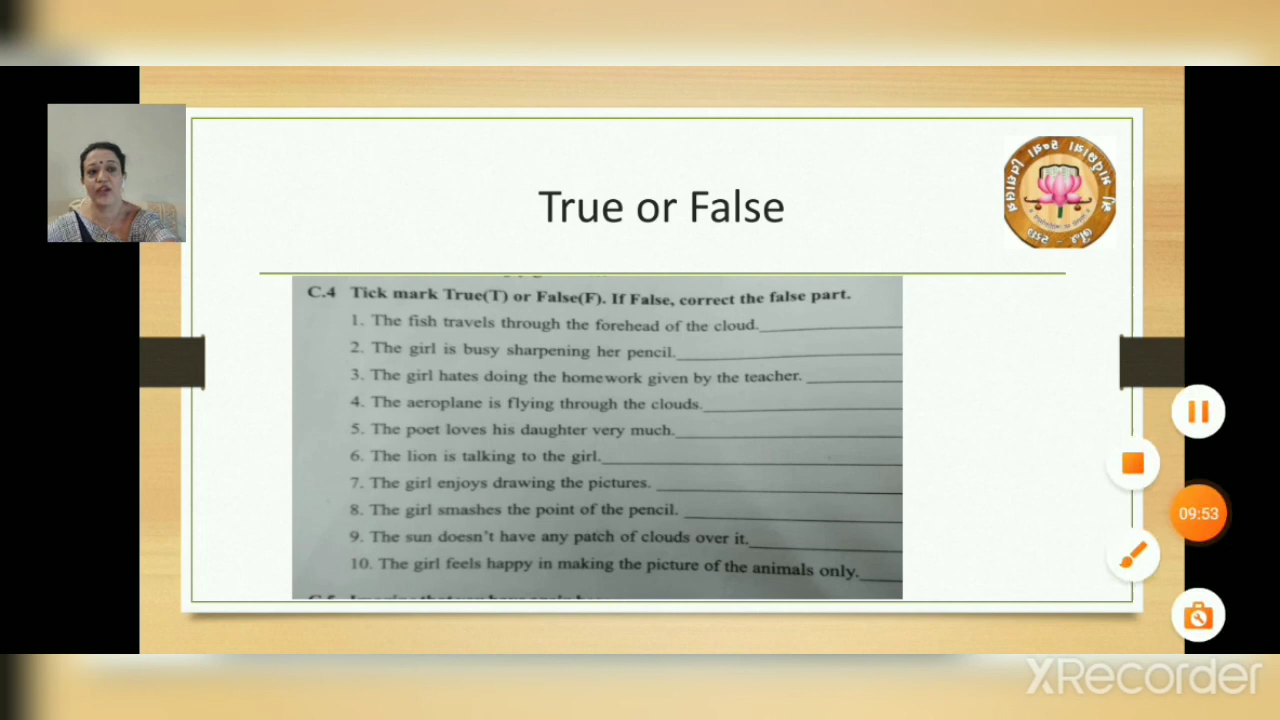 True or False
C.4 Tick mark True(T) or False(F). If False, correct the false part.
1. The fish travels through the forehead of the cloud.
2. The girl is busy sharpening her pencil.
3. The girl hates doing the homework given by the teacher.
4. The aeroplane is flying through the clouds.
5. The poet loves his daughter very much.
6. The lion is talking to the girl.
7. The girl enjoys drawing the pictures.
8. The girl smashes the point of the pencil.
9. The sun doesn't have any patch of clouds over it.
10. The girl feels happy in making the picture of the animals only.
09:53
XRecorder